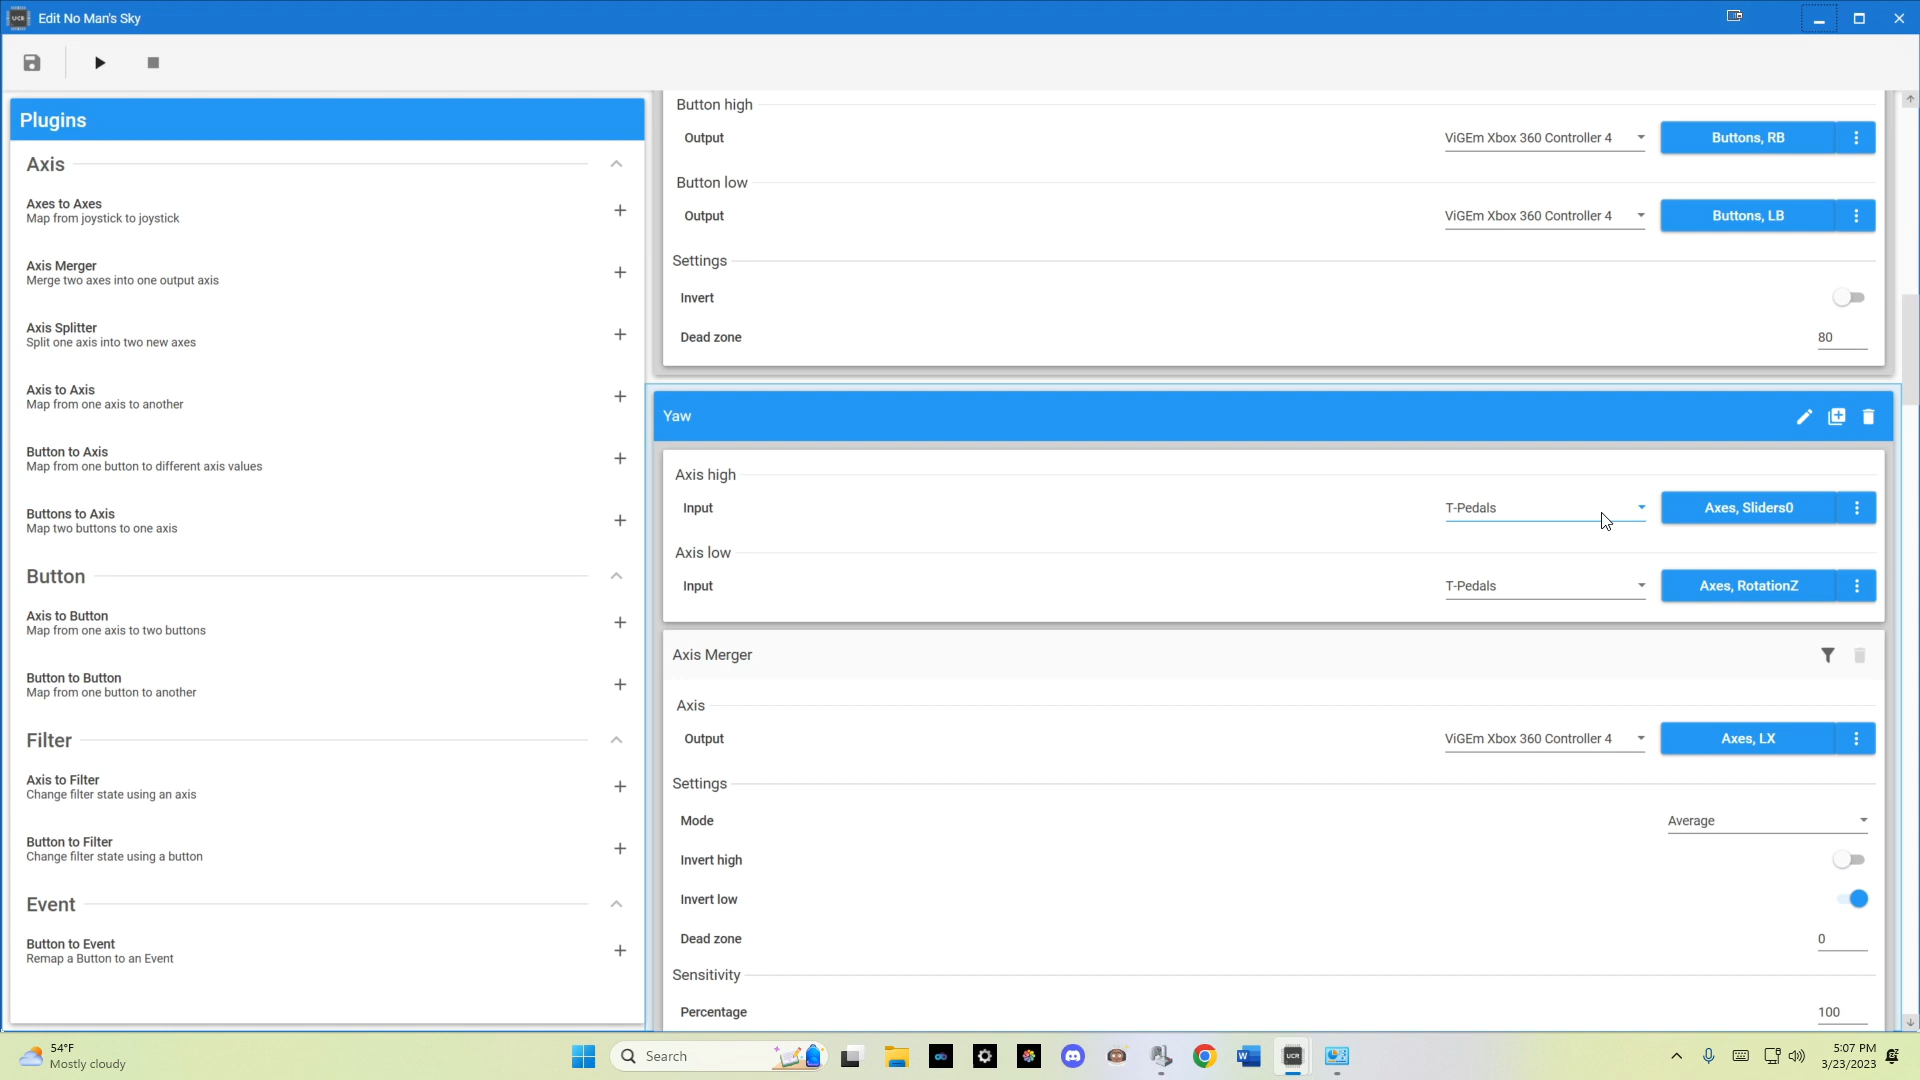 UCR Edit No Man's Sky
Plugins
Axis
Axes to Axes
Map from joystick to joystick
Axis Merger
Merge two axes into one output axis
Axis Splitter
Split one axis into two new axes
Axis to Axis
Map from one axis to another
Button to Axis
Map from one button to different axis values
Buttons to Axis
Map two buttons to one axis
Button
Axis to Button
Map from one axis to two buttons
Button to Button
Map from one button to another
Filter
Axis to Filter
Change filter state using an axis
Button to Filter
Change filter state using a button
Event
Button to Event
Remap a Button to an Event
Button high
Output ViGEm Xbox 360 Controller 4 Buttons, RB
Button low
Output ViGEm Xbox 360 Controller 4 Buttons, LB
Settings
Invert
Dead zone 80
Yaw
Axis high
Input T-Pedals Axes, Sliders0
Axis low
Input T-Pedals Axes, RotationZ
Axis Merger
Axis
Output ViGEm Xbox 360 Controller 4 Axes, LX
Settings
Mode Average
Invert high
Invert low
Dead zone 0
Sensitivity
Percentage 100
54°F
Mostly cloudy
Search
UCR
5:07 PM
3/23/2023